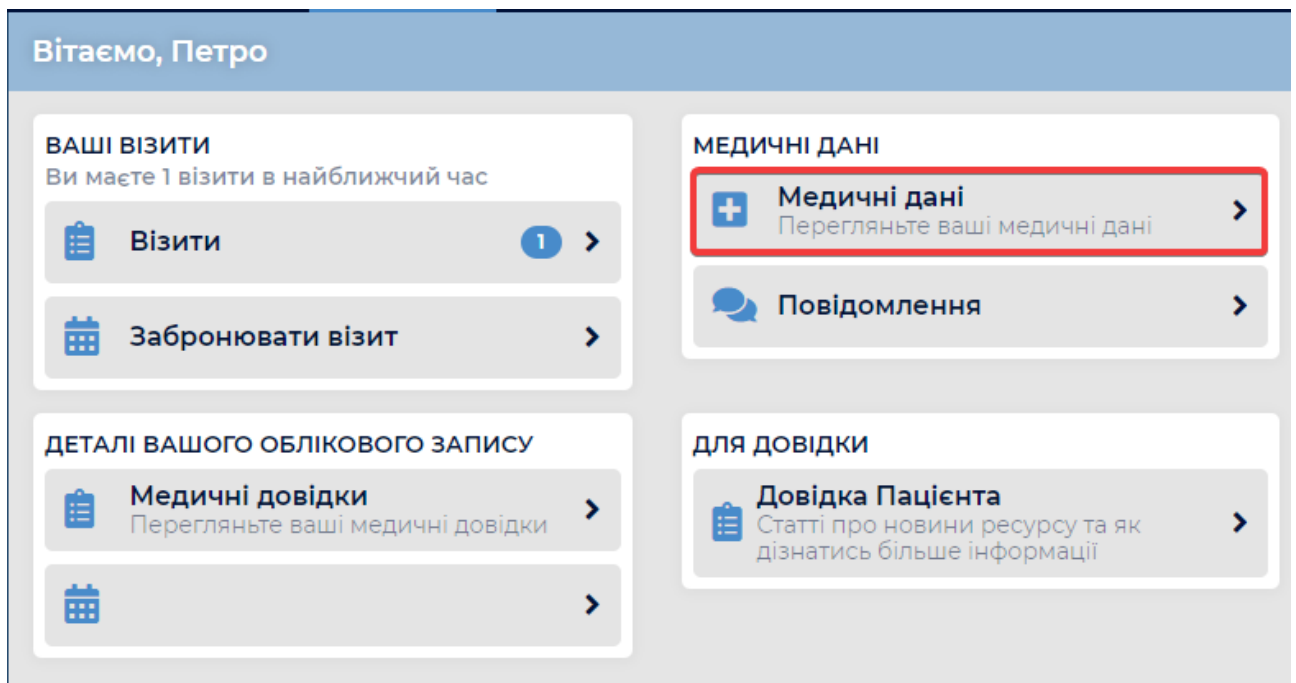 Вітаємо, Петро
ВАШІ ВІЗИТИ
Ви маєте 1 візити в найближчий час
Візити 1
Забронювати візит
МЕДИЧНІ ДАНІ
Медичні дані
Перегляньте ваші медичні дані
Повідомлення
ДЕТАЛІ ВАШОГО ОБЛІКОВОГО ЗАПИСУ
Медичні довідки
Перегляньте ваші медичні довідки
ДЛЯ ДОВІДКИ
Довідка Пацієнта
Статті про новини ресурсу та як
дізнатись більше інформації